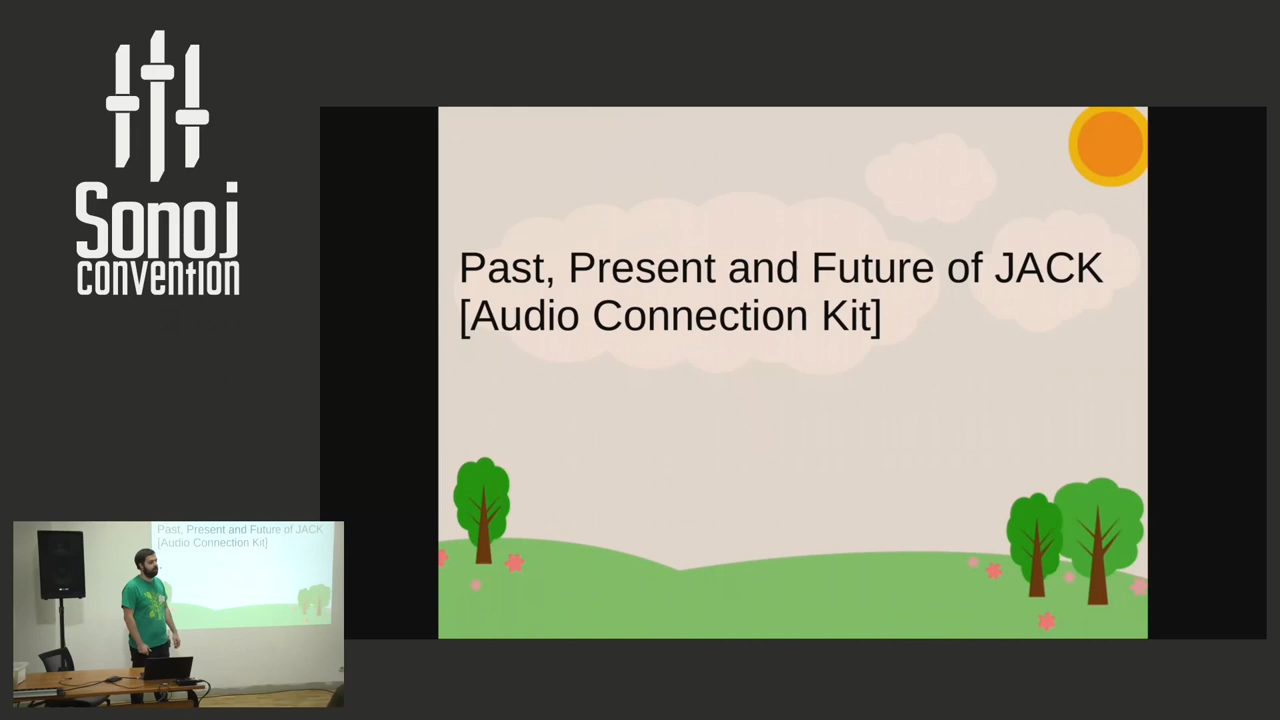 Sonoj
convention
Past, Present and Future of JACK
[Audio Connection Kit]
Past, Present and Future of JACK
[Audio Connection Kit]